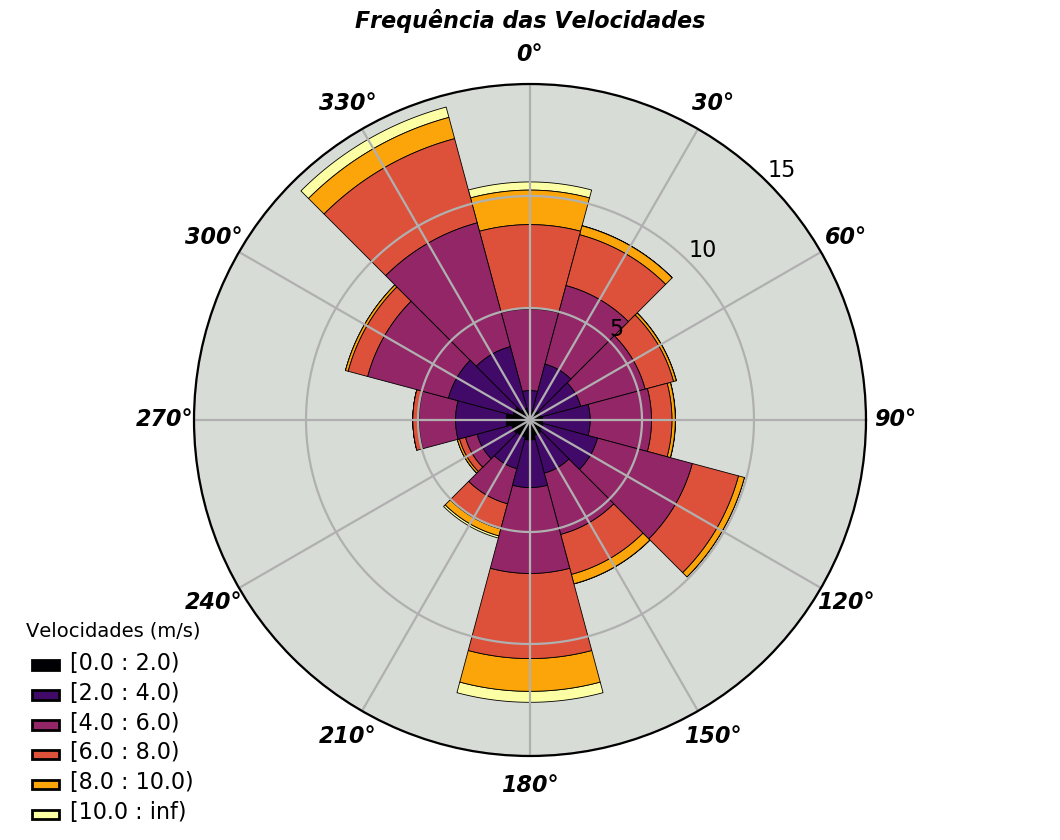 Frequência das Velocidades
0°
330°
30°
15
300°
60°
10
5
270°
90°
240°
120°
210°
150°
180°
Velocidades (m/s)
[0.0 : 2.0)
[2.0 : 4.0)
[4.0 : 6.0)
[6.0 : 8.0)
[8.0 : 10.0)
[10.0 : inf)